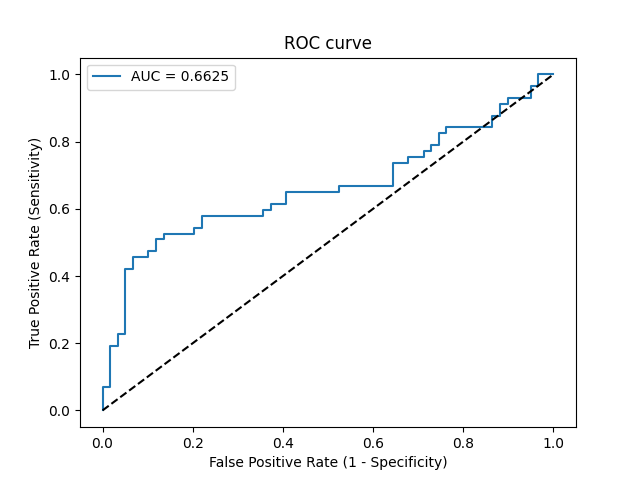 ROC curve
AUC = 0.6625
1.0
0.8
0.6
0.4
0.2
0.0
True Positive Rate (Sensitivity)
0.0 0.2 0.4 0.6 0.8 1.0
False Positive Rate (1 - Specificity)